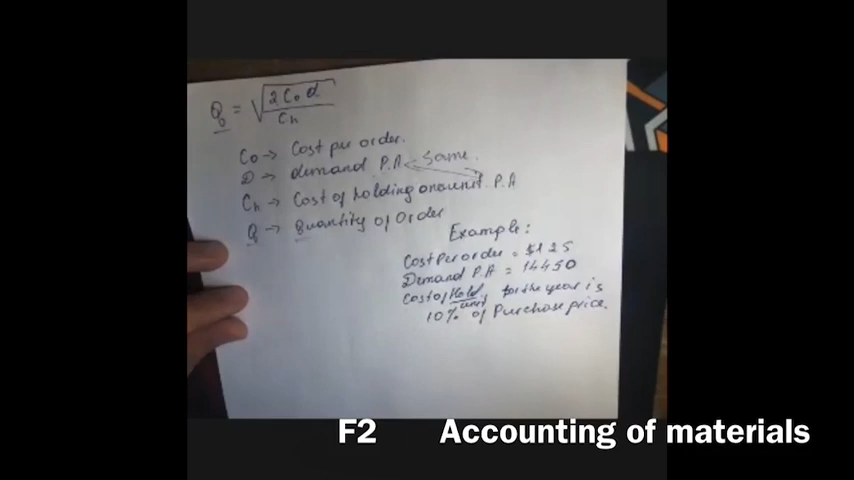 Q = √2Co d
Ch
Co → Cost per order.
D → demand P.A Same.
Ch → Cost of holding one unit P.A
Q → Quantity of Order
Example:
Cost Per order = $125
Demand P.A = 14450
Cost of Hold/unit for the year is
10% of Purchase price.
F2 Accounting of materials